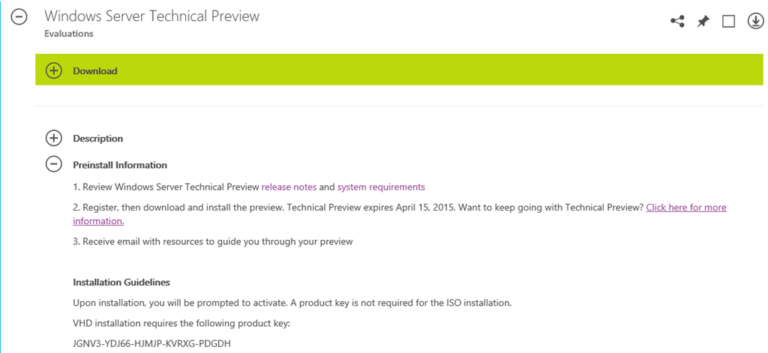 Windows Server Technical Preview
Evaluations
Download
Description
Preinstall Information
1. Review Windows Server Technical Preview release notes and system requirements
2. Register, then download and install the preview. Technical Preview expires April 15, 2015. Want to keep going with Technical Preview? Click here for more
information.
3. Receive email with resources to guide you through your preview
Installation Guidelines
Upon installation, you will be prompted to activate. A product key is not required for the ISO installation.
VHD installation requires the following product key:
JGNV3-YDJ66-HJMJP-KVRXG-PDGDH